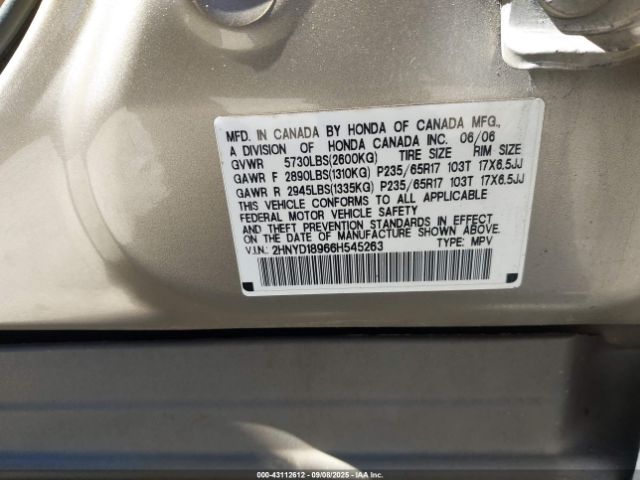 MFD. IN CANADA BY HONDA OF CANADA MFG.,
A DIVISION OF HONDA CANADA INC. 06/06
GVWR 5730LBS(2600KG) TIRE SIZE RIM SIZE
GAWR F 2890LBS(1310KG) P235/65R17 103T 17X6.5JJ
GAWR R 2945LBS(1335KG) P235/65R17 103T 17X6.5JJ
THIS VEHICLE CONFORMS TO ALL APPLICABLE
FEDERAL MOTOR VEHICLE SAFETY
AND THEFT PREVENTION STANDARDS IN EFFECT
ON THE DATE OF MANUFACTURE SHOWN ABOVE.
V.I.N.: 2HNYD18966H545263 TYPE: MPV
000-43112612 - 09/08/2025 - IAA Inc.